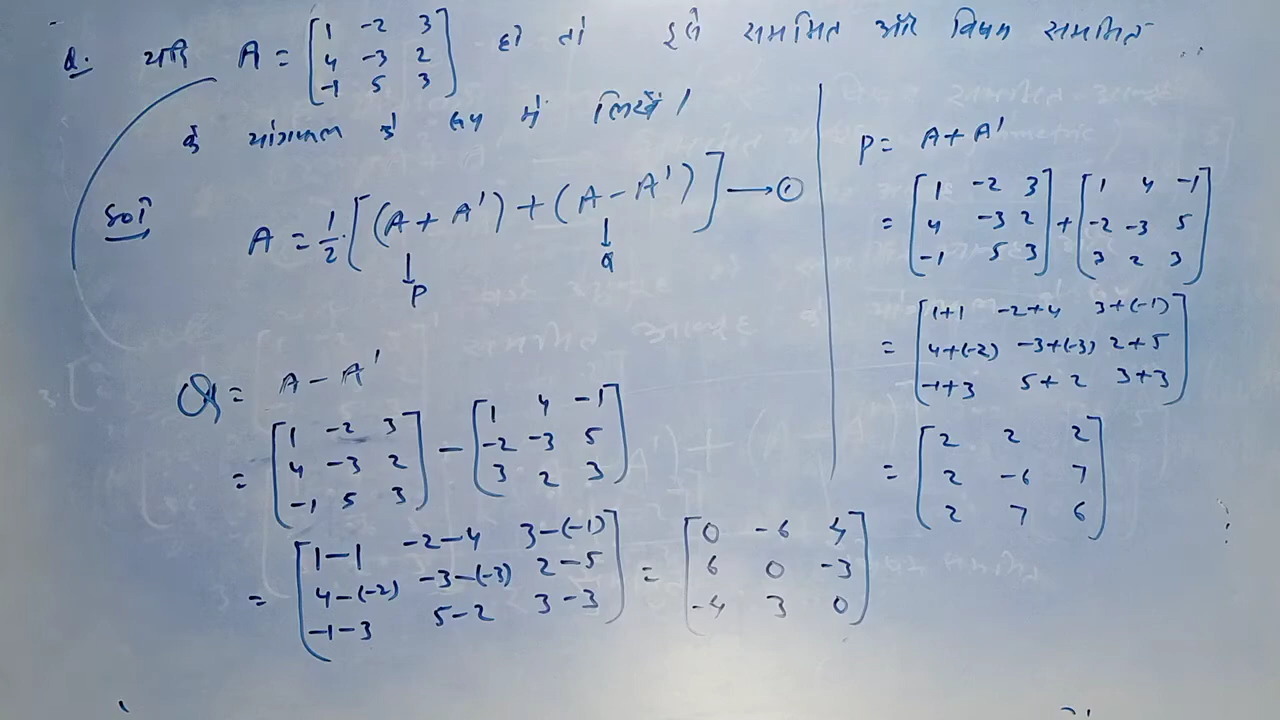 Q. यदि A = [1 -2 3
4 -3 2
-1 5 3] हो तो इसे सममित और विषम सममित
के योगफल के रूप में लिखें।
Solⁿ
A = 1/2 [(A + A') + (A - A')] → ①
↓ P ↓ Q
Q = A - A'
= [1 -2 3
4 -3 2
-1 5 3] - [1 4 -1
-2 -3 5
3 2 3]
= [1-1 -2-4 3-(-1)
4-(-2) -3-(-3) 2-5
-1-3 5-2 3-3] = [0 -6 4
6 0 -3
-4 3 0]
P = A + A'
= [1 -2 3
4 -3 2
-1 5 3] + [1 4 -1
-2 -3 5
3 2 3]
= [1+1 -2+4 3+(-1)
4+(-2) -3+(-3) 2+5
-1+3 5+2 3+3]
= [2 2 2
2 -6 7
2 7 6]